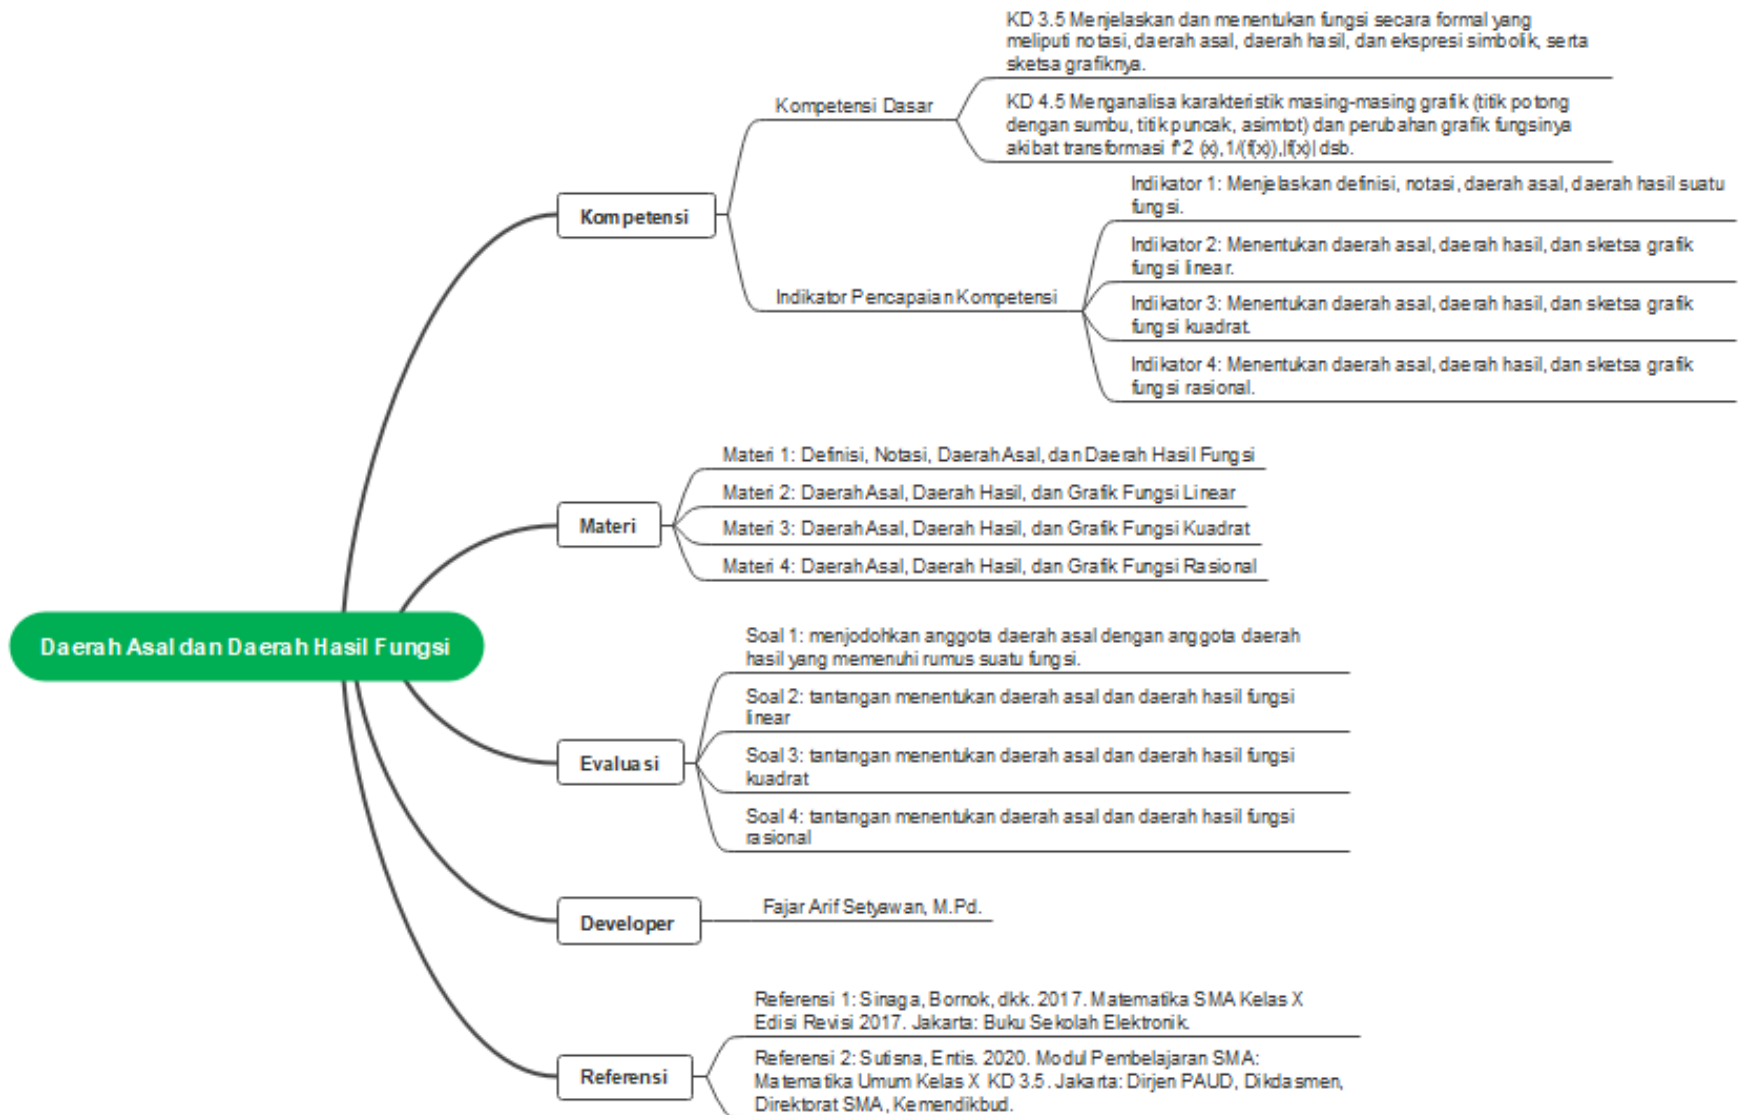 Daerah Asal dan Daerah Hasil Fungsi
Kompetensi
Kompetensi Dasar
KD 3.5 Menjelaskan dan menentukan fungsi secara formal yang
meliputi notasi, daerah asal, daerah hasil, dan ekspresi simbolik, serta
sketsa grafiknya.
KD 4.5 Menganalisa karakteristik masing-masing grafik (titik potong
dengan sumbu, titik puncak, asimtot) dan perubahan grafik fungsinya
akibat transformasi f^2 (x),1/(f(x)),|f(x)| dsb.
Indikator Pencapaian Kompetensi
Indikator 1: Menjelaskan definisi, notasi, daerah asal, daerah hasil suatu
fungsi.
Indikator 2: Menentukan daerah asal, daerah hasil, dan sketsa grafik
fungsi linear.
Indikator 3: Menentukan daerah asal, daerah hasil, dan sketsa grafik
fungsi kuadrat.
Indikator 4: Menentukan daerah asal, daerah hasil, dan sketsa grafik
fungsi rasional.
Materi
Materi 1: Definisi, Notasi, Daerah Asal, dan Daerah Hasil Fungsi
Materi 2: Daerah Asal, Daerah Hasil, dan Grafik Fungsi Linear
Materi 3: Daerah Asal, Daerah Hasil, dan Grafik Fungsi Kuadrat
Materi 4: Daerah Asal, Daerah Hasil, dan Grafik Fungsi Rasional
Evaluasi
Soal 1: menjodohkan anggota daerah asal dengan anggota daerah
hasil yang memenuhi rumus suatu fungsi.
Soal 2: tantangan menentukan daerah asal dan daerah hasil fungsi
linear
Soal 3: tantangan menentukan daerah asal dan daerah hasil fungsi
kuadrat
Soal 4: tantangan menentukan daerah asal dan daerah hasil fungsi
rasional
Developer
Fajar Arif Setyawan, M.Pd.
Referensi
Referensi 1: Sinaga, Bornok, dkk. 2017. Matematika SMA Kelas X
Edisi Revisi 2017. Jakarta: Buku Sekolah Elektronik.
Referensi 2: Sutisna, Entis. 2020. Modul Pembelajaran SMA:
Matematika Umum Kelas X KD 3.5. Jakarta: Dirjen PAUD, Dikdasmen,
Direktorat SMA, Kemendikbud.